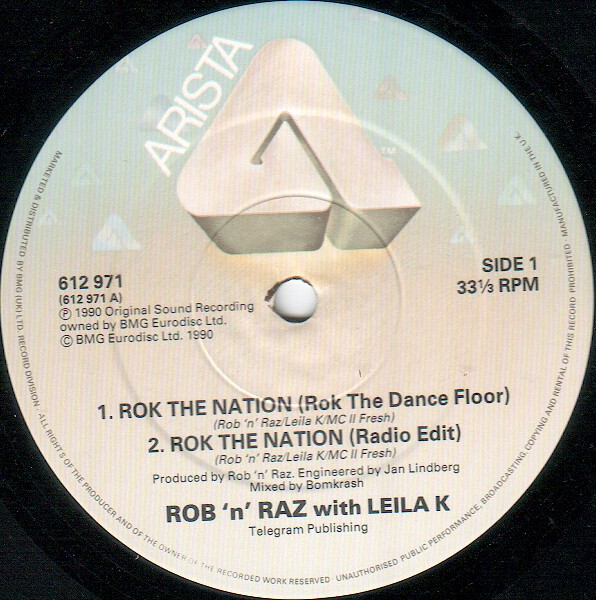 ARISTA
TM
612 971
(612 971 A)
℗ 1990 Original Sound Recording
owned by BMG Eurodisc Ltd.
© BMG Eurodisc Ltd. 1990
SIDE 1
33⅓ RPM
1. ROK THE NATION (Rok The Dance Floor)
(Rob 'n' Raz/Leila K/MC II Fresh)
2. ROK THE NATION (Radio Edit)
(Rob 'n' Raz/Leila K/MC II Fresh)
Produced by Rob 'n' Raz. Engineered by Jan Lindberg
Mixed by Bomkrash
ROB 'n' RAZ with LEILA K
Telegram Publishing
MARKETED & DISTRIBUTED BY BMG (UK) LTD. RECORD DIVISION · ALL RIGHTS OF THE PRODUCER AND OF THE OWNER OF THE RECORDED WORK RESERVED · UNAUTHORISED PUBLIC PERFORMANCE, BROADCASTING, COPYING AND RENTAL OF THIS RECORD PROHIBITED · MANUFACTURED IN THE U.K.